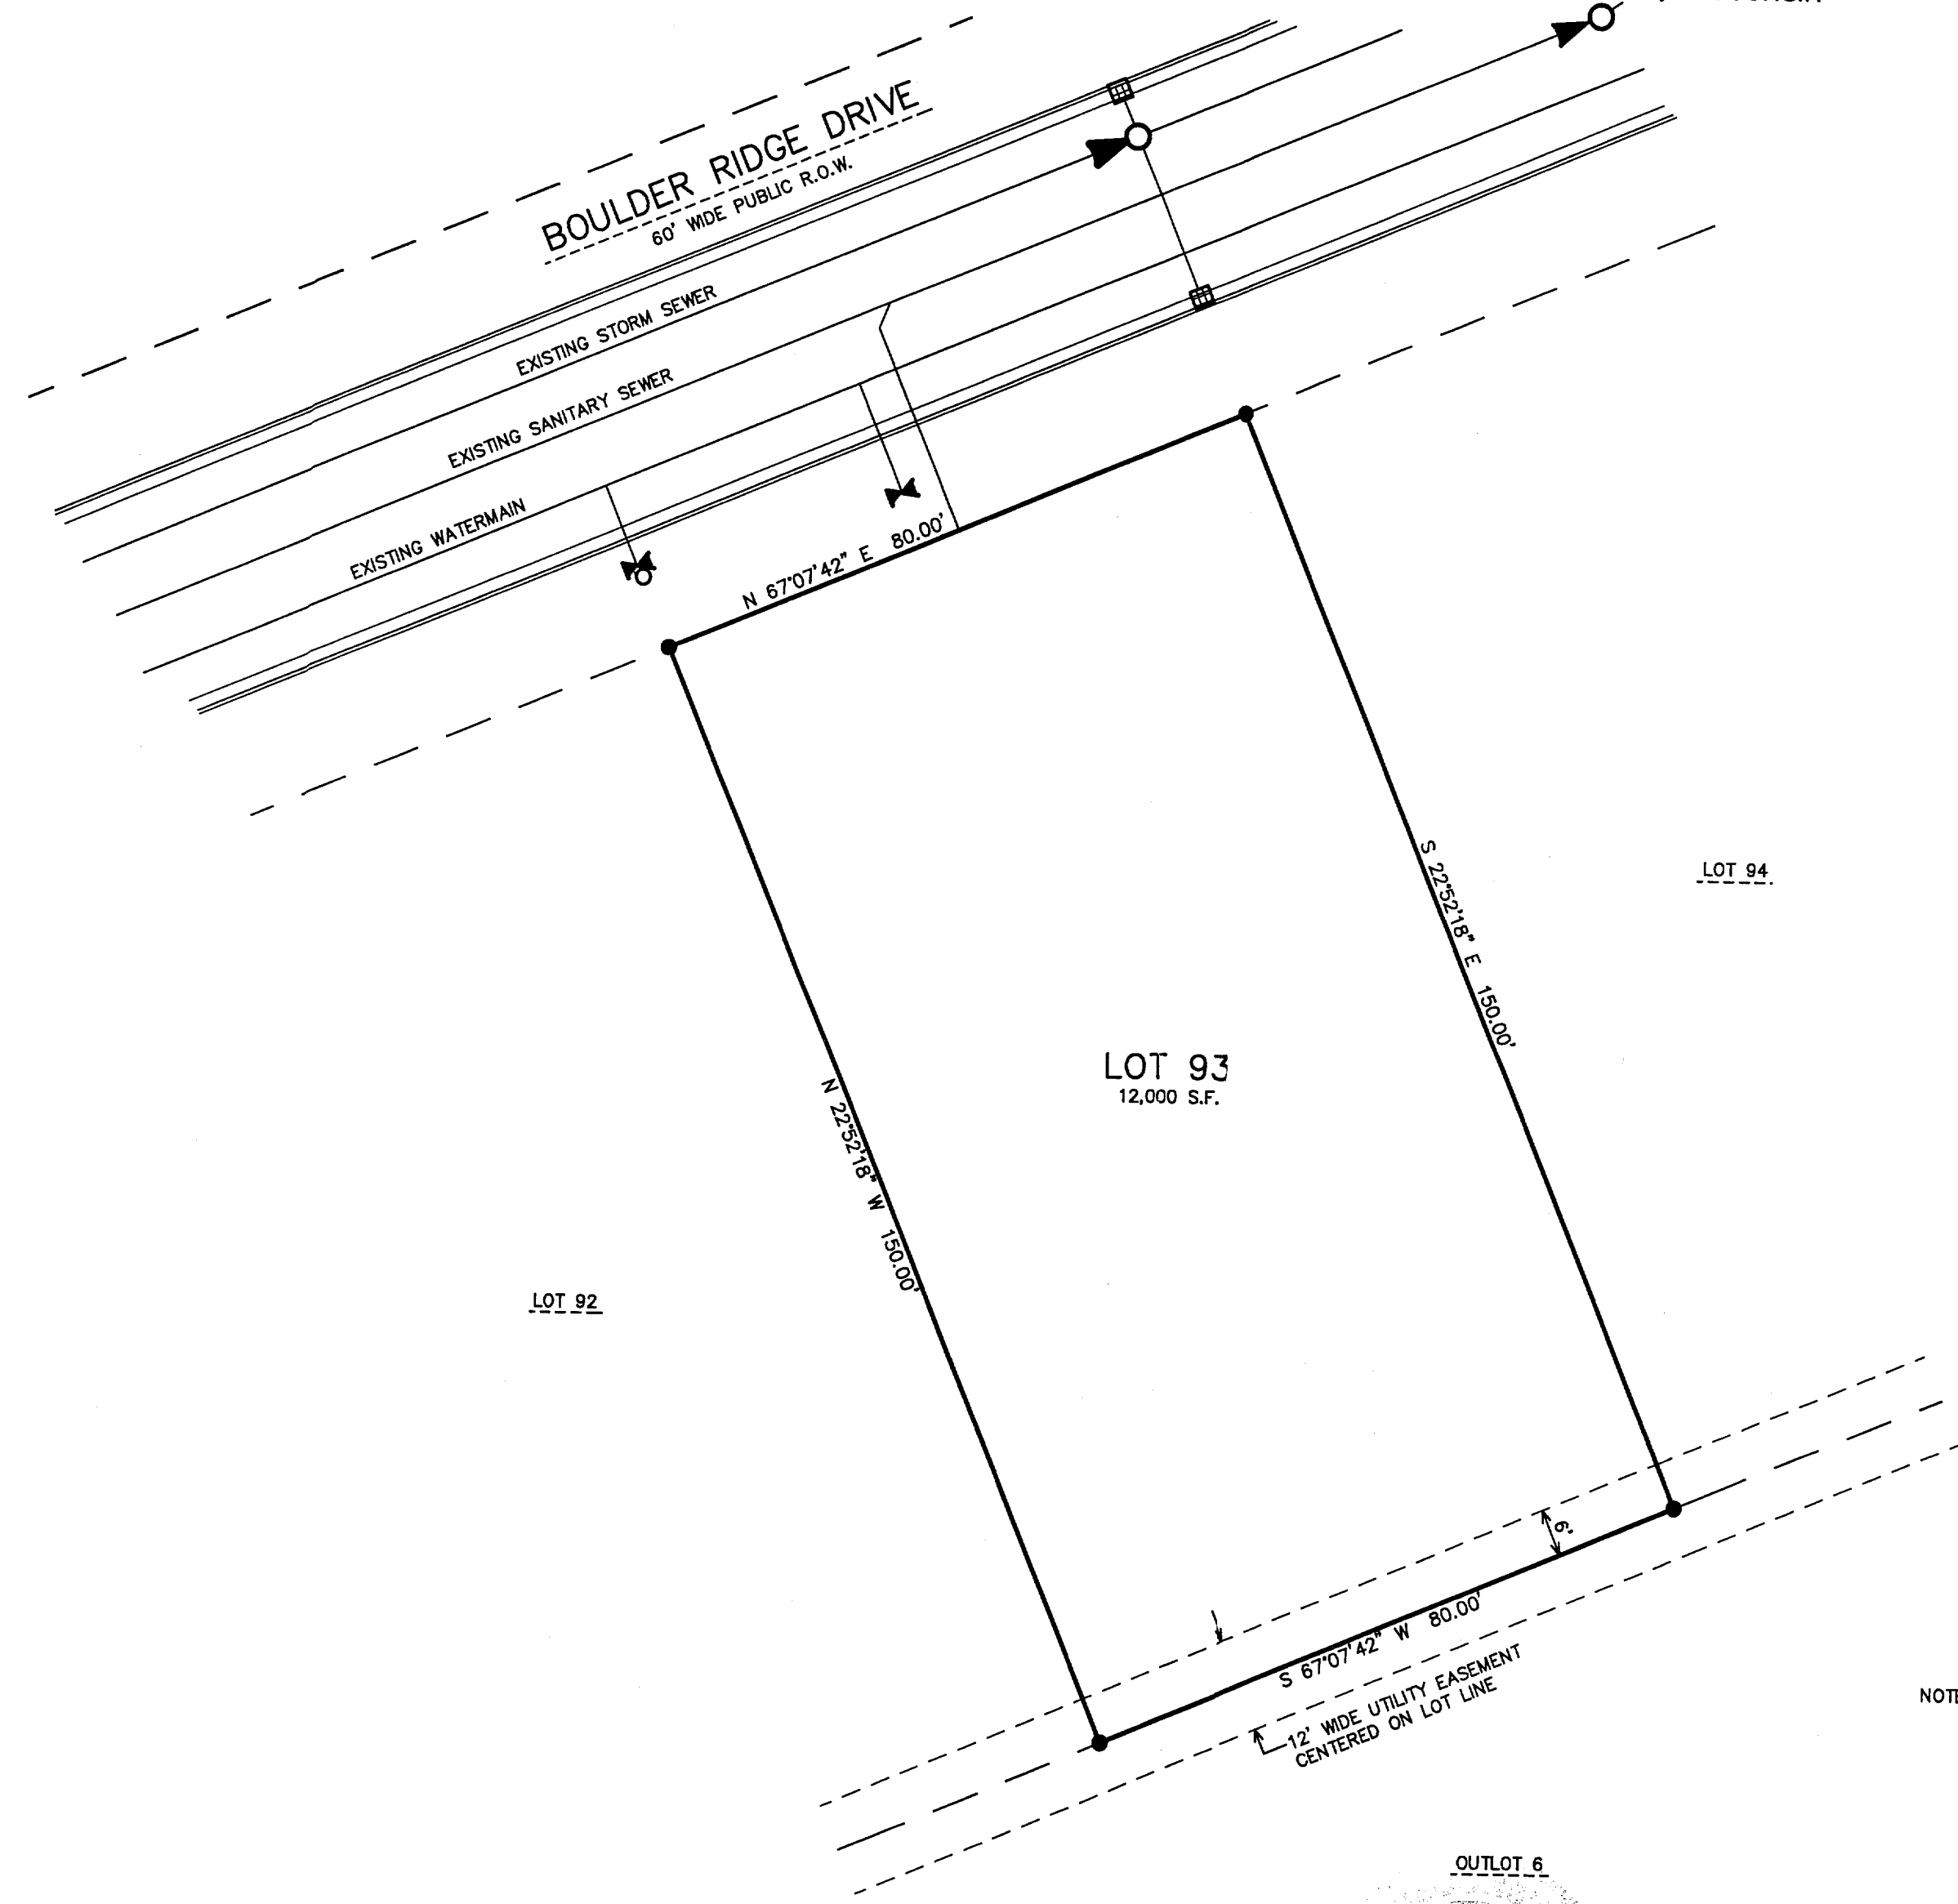 BOULDER RIDGE DRIVE
60' WIDE PUBLIC R.O.W.
EXISTING STORM SEWER
EXISTING SANITARY SEWER
EXISTING WATERMAIN
N 67°07'42" E 80.00'
S 22°52'18" E 150.00'
LOT 94
LOT 93
12,000 S.F.
N 22°52'18" W 150.00'
LOT 92
6'
S 67°07'42" W 80.00'
12' WIDE UTILITY EASEMENT
CENTERED ON LOT LINE
OUTLOT 6